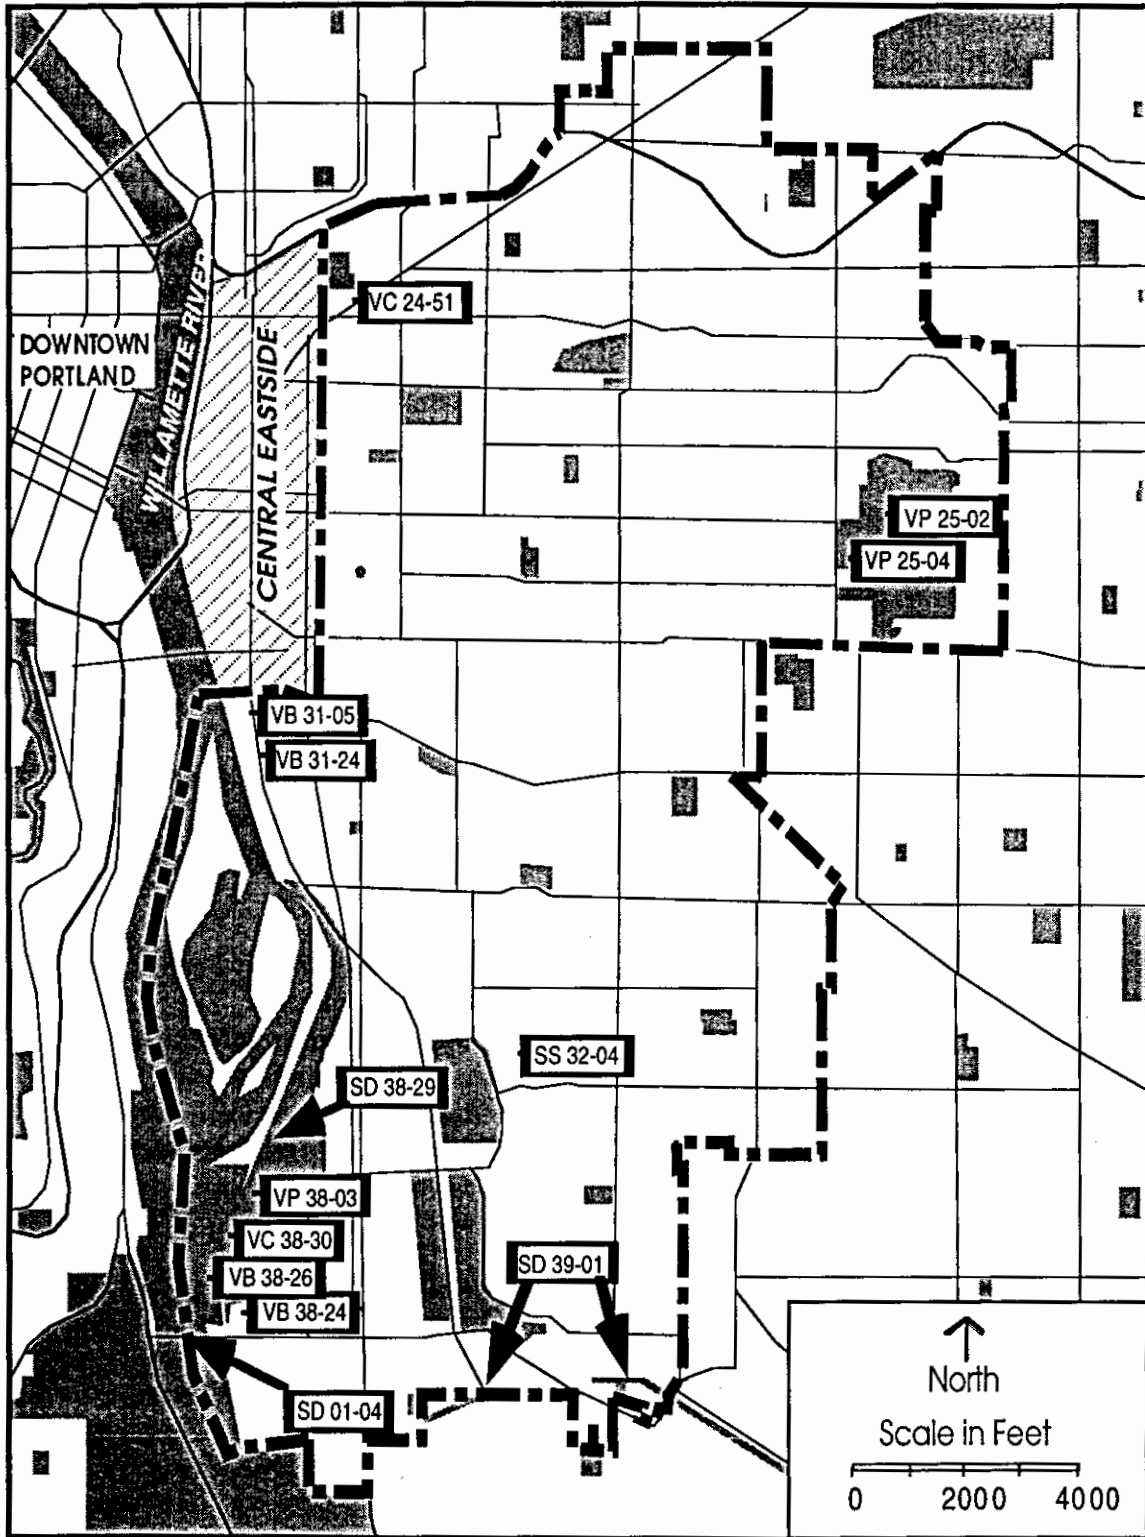 VC 24-51
DOWNTOWN
PORTLAND
WILLAMETTE RIVER
CENTRAL EASTSIDE
VP 25-02
VP 25-04
VB 31-05
VB 31-24
SS 32-04
SD 38-29
VP 38-03
VC 38-30
VB 38-26
VB 38-24
SD 39-01
SD 01-04
North
Scale in Feet
0 2000 4000